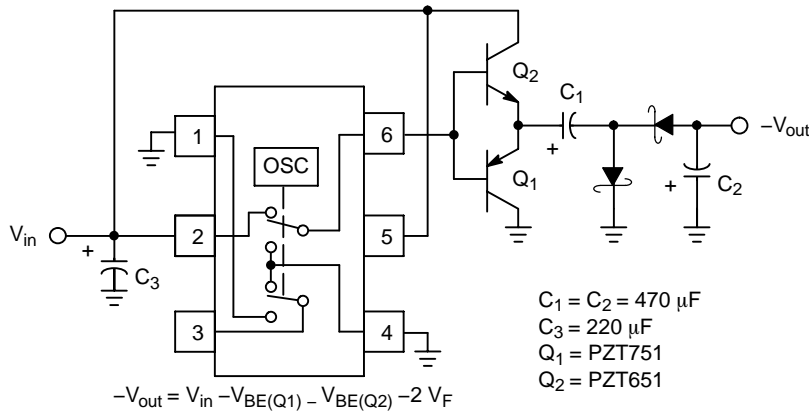 Q2
C1
1
6
+
−Vout
OSC
Q1
+
C2
Vin
2
5
+
C3
3
4
C1 = C2 = 470 μF
C3 = 220 μF
Q1 = PZT751
Q2 = PZT651
−Vout = Vin −VBE(Q1) − VBE(Q2) −2 VF